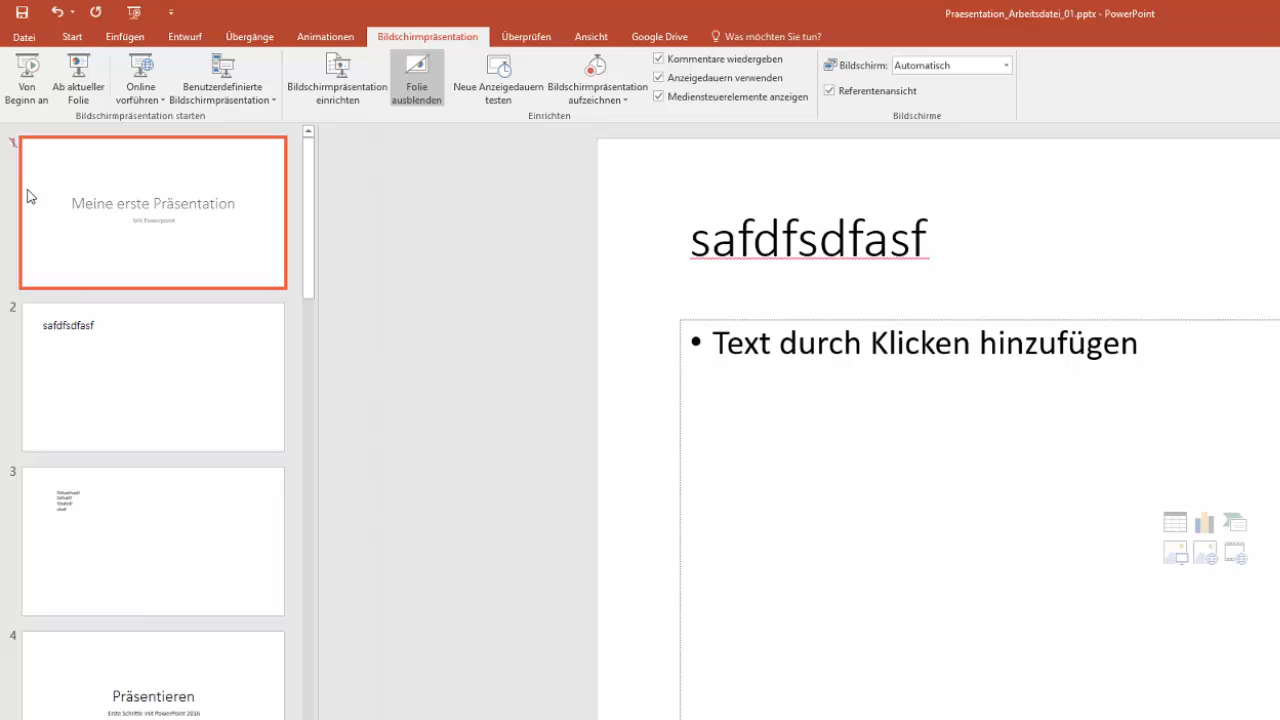 Praesentation_Arbeitsdatei_01.pptx - PowerPoint
Datei Start Einfügen Entwurf Übergänge Animationen Bildschirmpräsentation Überprüfen Ansicht Google Drive Was möchten Sie tun?
Von Beginn an
Ab aktueller Folie
Online vorführen
Benutzerdefinierte Bildschirmpräsentation
Bildschirmpräsentation starten
Bildschirmpräsentation einrichten
Folie ausblenden
Neue Anzeigedauern testen
Bildschirmpräsentation aufzeichnen
Kommentare wiedergeben
Anzeigedauern verwenden
Mediensteuerelemente anzeigen
Einrichten
Bildschirm: Automatisch
Referentenansicht
Bildschirme
1
Meine erste Präsentation
Mit Powerpoint
2
safdfsdfasf
3
4
Präsentieren
Erste Schritte mit PowerPoint 2016
safdfsdfasf
• Text durch Klicken hinzufügen